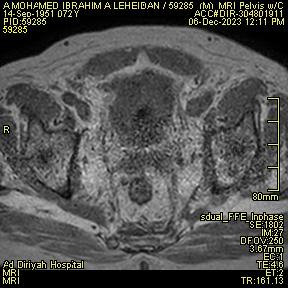 A MOHAMED IBRAHIM A LEHEIDAN / 59285 (M) MRI Pelvis w/C
14-Sep-1951 072Y ACC#DIR-304801911
PID:59285 06-Dec-2023 12:11 PM
59285
R
80mm
sdual_FFE_Inphase
SE:1802
IM:27
DFOV:250
3.67mm
EC:1
Ad Diriyah Hospital TE:4.6
MRI ET:2
MRI TR:161.13